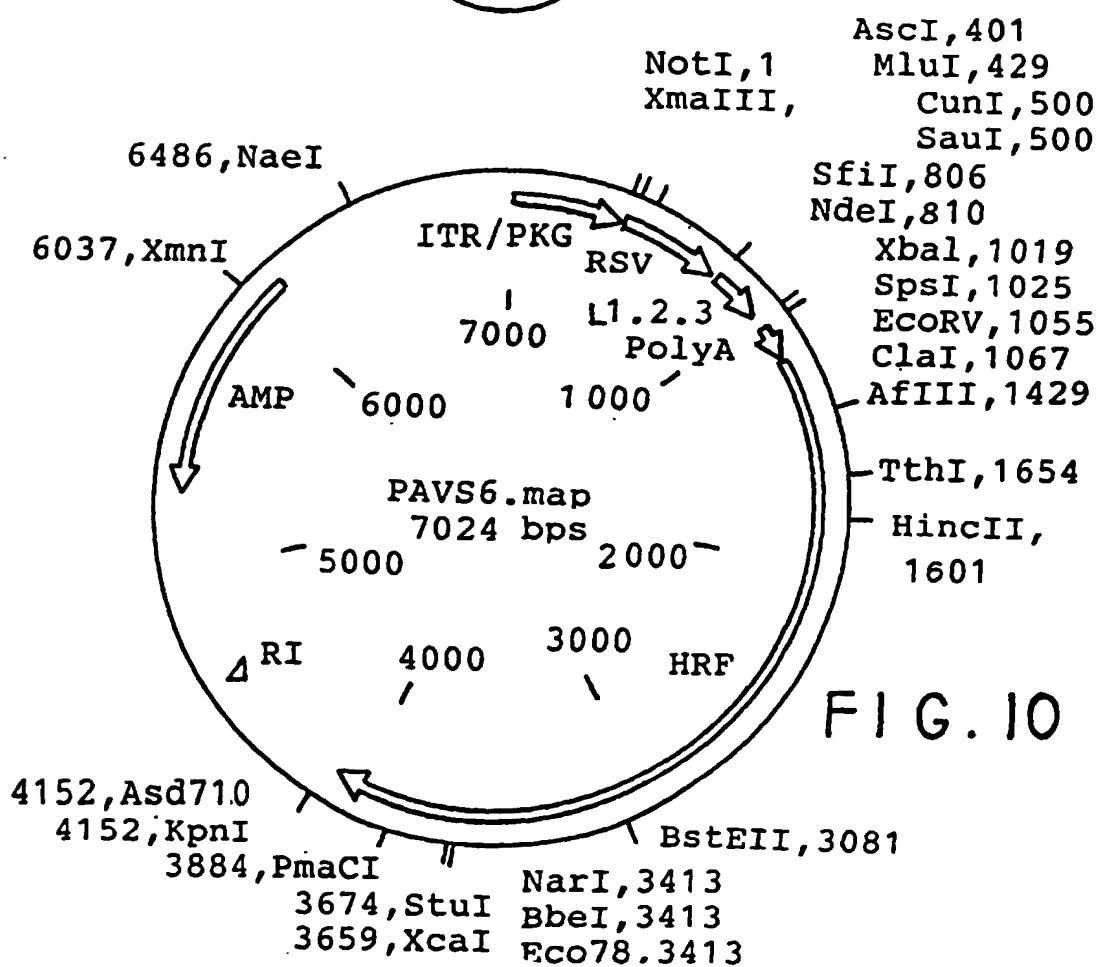 AscI,401
NotI,1
MluI,429
XmaIII,
CunI,500
SauI,500
6486,NaeI
SfiI,806
NdeI,810
6037,XmnI
ITR/PKG
RSV
Xbal,1019
SpsI,1025
L1.2.3
EcoRV,1055
7000
PolyA
ClaI,1067
AMP
6000
1000
AfIII,1429
TthI,1654
PAVS6.map
7024 bps
HincII,
1601
5000
2000
RI
4000
3000
HRF
FIG.10
4152,Asd710
4152,KpnI
BstEII,3081
3884,PmaCI
NarI,3413
3674,StuI
BbeI,3413
3659,XcaI
Eco78.3413